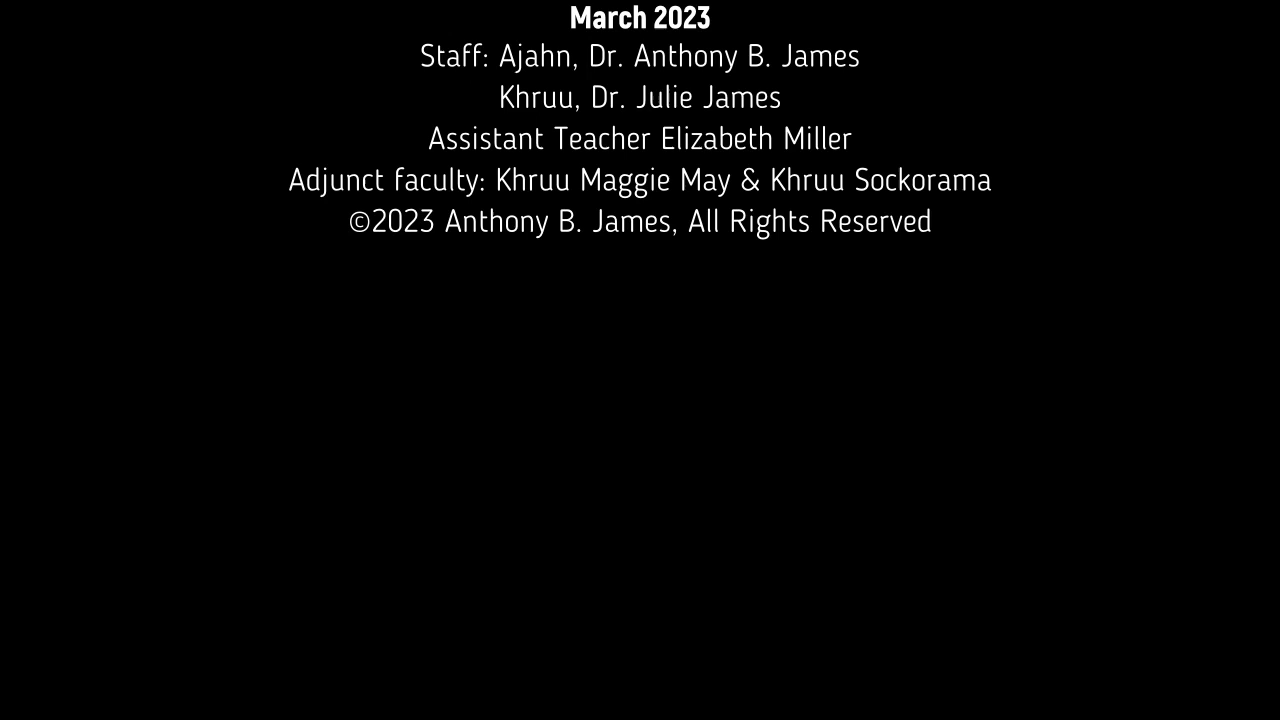 March 2023
Staff: Ajahn, Dr. Anthony B. James
Khruu, Dr. Julie James
Assistant Teacher Elizabeth Miller
Adjunct faculty: Khruu Maggie May & Khruu Sockorama
©2023 Anthony B. James, All Rights Reserved